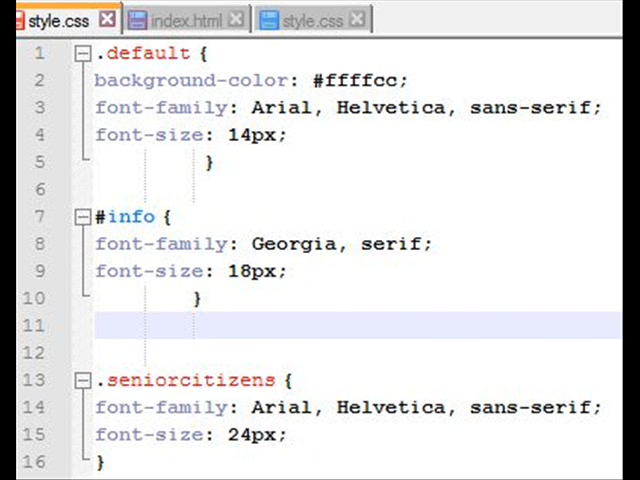 style.css index.html style.css
1 .default {
2 background-color: #ffffcc;
3 font-family: Arial, Helvetica, sans-serif;
4 font-size: 14px;
5 }
6
7 #info {
8 font-family: Georgia, serif;
9 font-size: 18px;
10 }
11
12
13 .seniorcitizens {
14 font-family: Arial, Helvetica, sans-serif;
15 font-size: 24px;
16 }